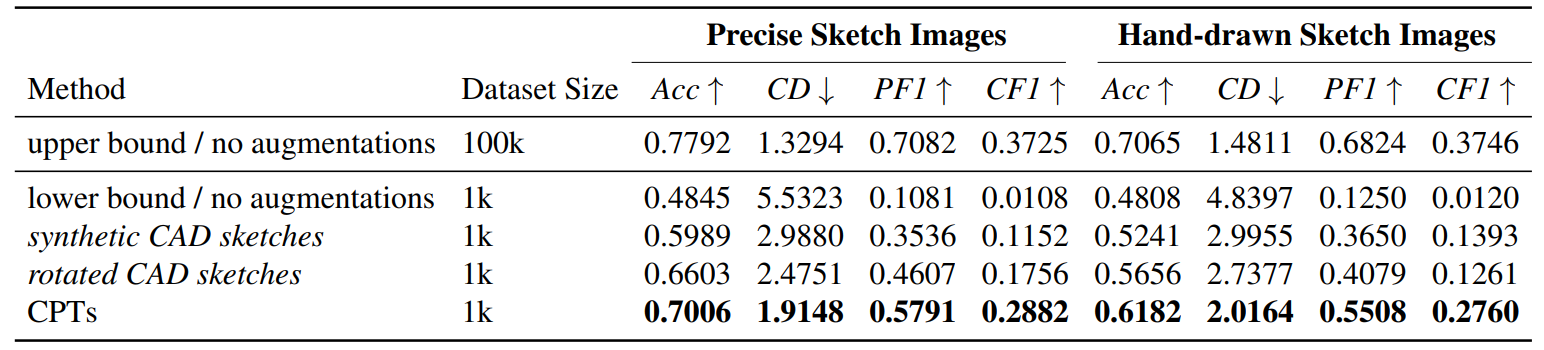 Precise Sketch Images Hand-drawn Sketch Images
Method Dataset Size Acc ↑ CD ↓ PF1 ↑ CF1 ↑ Acc ↑ CD ↓ PF1 ↑ CF1 ↑
upper bound / no augmentations 100k 0.7792 1.3294 0.7082 0.3725 0.7065 1.4811 0.6824 0.3746
lower bound / no augmentations 1k 0.4845 5.5323 0.1081 0.0108 0.4808 4.8397 0.1250 0.0120
synthetic CAD sketches 1k 0.5989 2.9880 0.3536 0.1152 0.5241 2.9955 0.3650 0.1393
rotated CAD sketches 1k 0.6603 2.4751 0.4607 0.1756 0.5656 2.7377 0.4079 0.1261
CPTs 1k 0.7006 1.9148 0.5791 0.2882 0.6182 2.0164 0.5508 0.2760